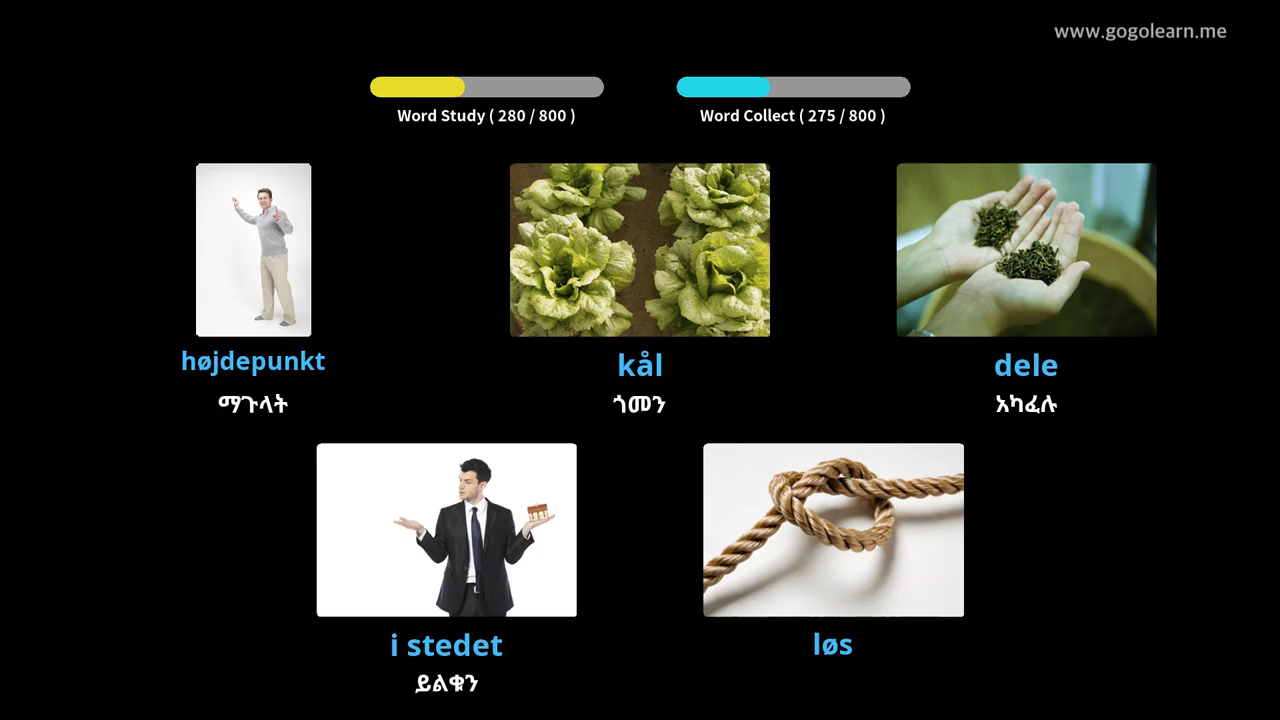 www.gogolearn.me
Word Study ( 280 / 800 )
Word Collect ( 275 / 800 )
højdepunkt
ማጉላት
kål
ጎመን
dele
አካፈሉ
i stedet
ይልቁን
løs